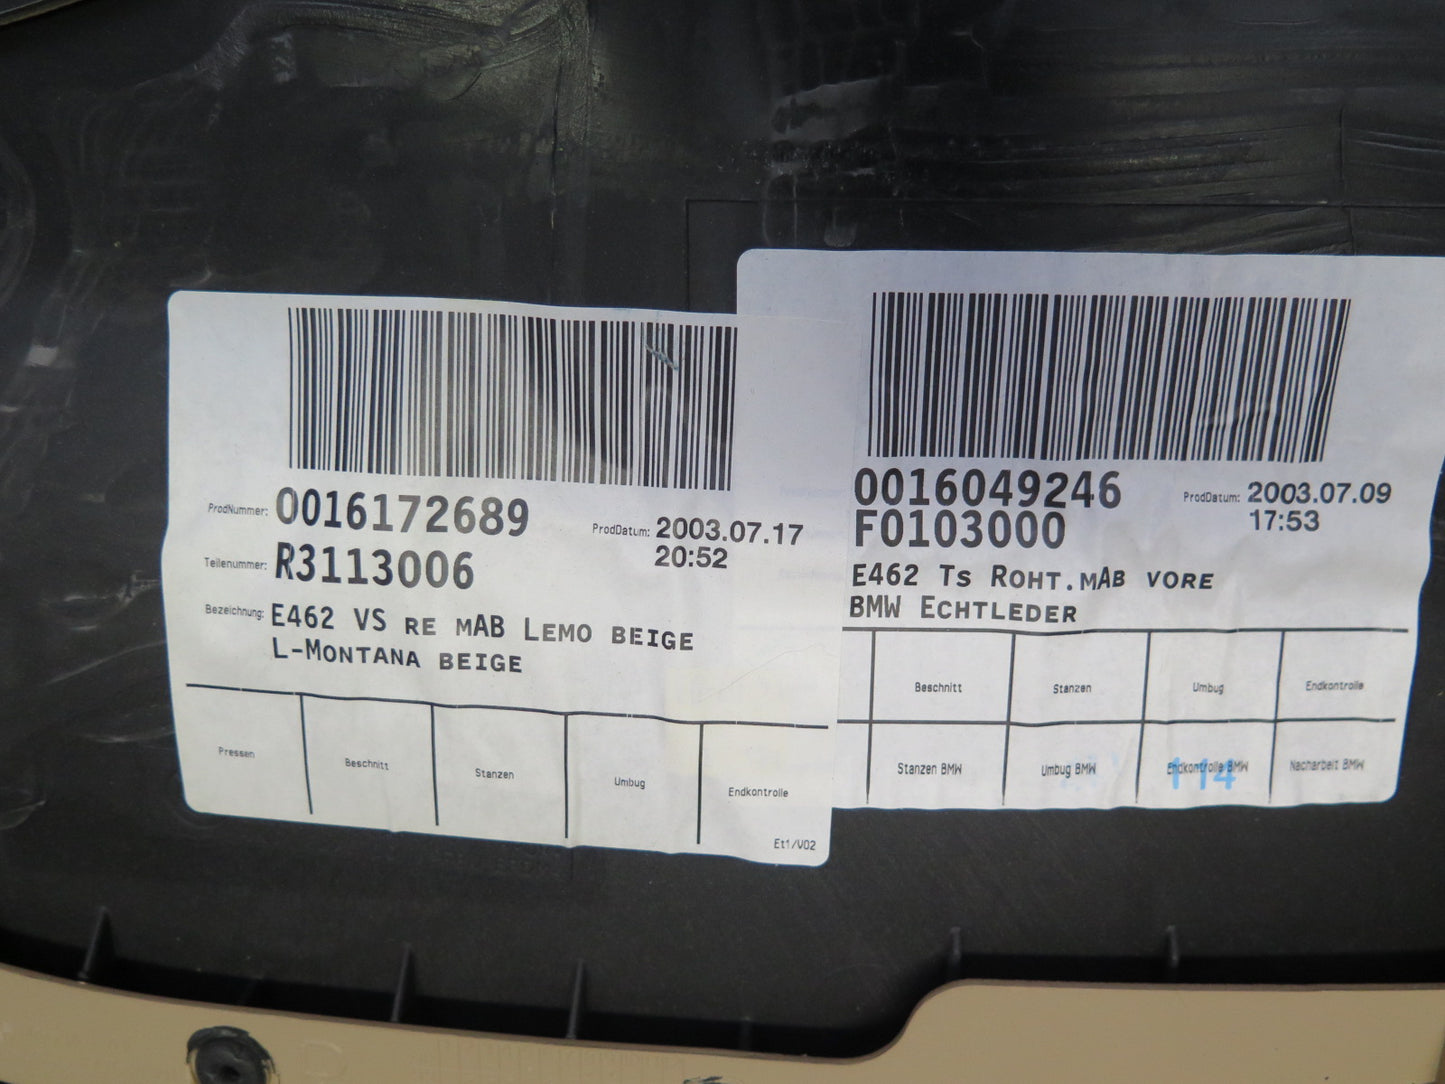 ProdNummer: 0016172689
ProdDatum: 2003.07.17
20:52
Teilenummer: R3113006
Bezeichnung: E462 VS RE MAB LEMO BEIGE
L-MONTANA BEIGE
Pressen Beschnitt Stanzen Umbug Endkontrolle
Et1/V02
0016049246
ProdDatum: 2003.07.09
F0103000
17:53
E462 TS ROHT.MAB VORE
BMW ECHTLEDER
Beschnitt Stanzen Umbug Endkontrolle
Stanzen BMW Umbug BMW Endkontrolle BMW Nacharbeit BMW
114